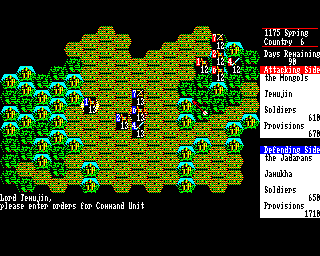 1175 Spring
Country 6
Days Remaining
90
Attacking Side
the Mongols
Temujin
Soldiers
610
Provisions
670
Defending Side
the Jadarans
Jamukha
Soldiers
650
Provisions
1710
Lord Temujin,
please enter orders for Command Unit